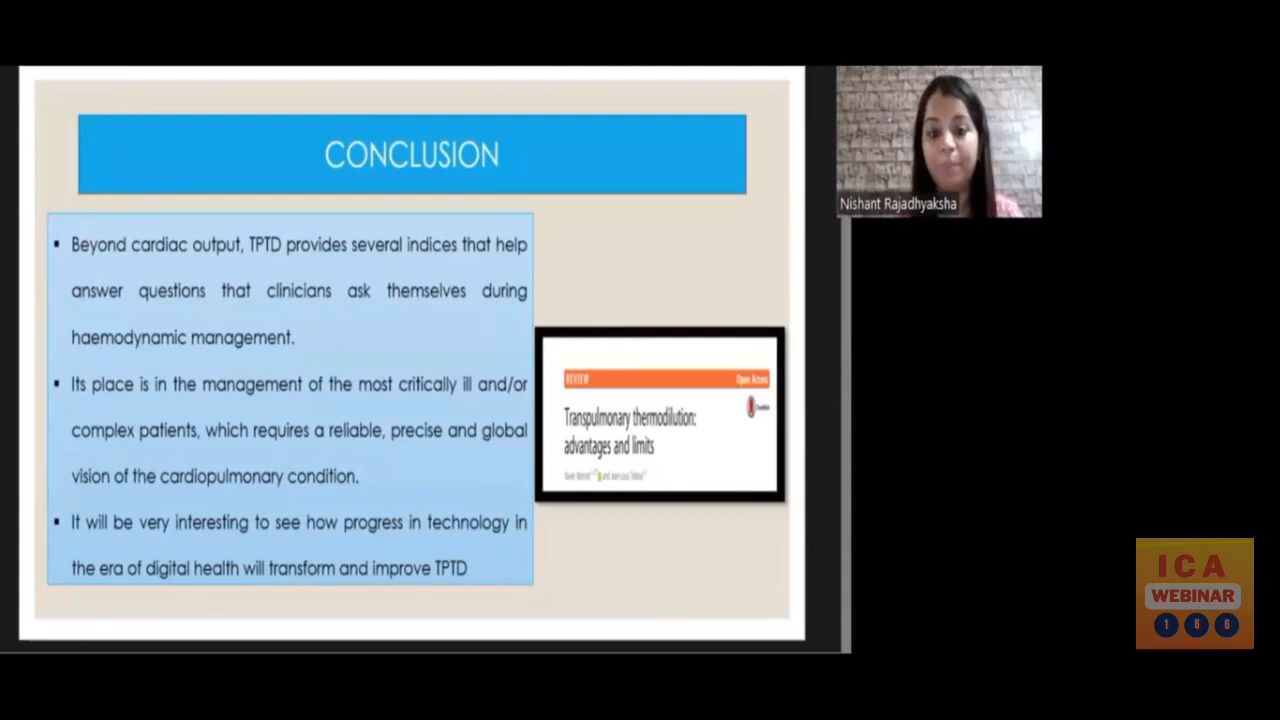 CONCLUSION
▪ Beyond cardiac output, TPTD provides several indices that help
answer questions that clinicians ask themselves during
haemodynamic management.
▪ Its place is in the management of the most critically ill and/or
complex patients, which requires a reliable, precise and global
vision of the cardiopulmonary condition.
▪ It will be very interesting to see how progress in technology in
the era of digital health will transform and improve TPTD
REVIEW Open Access
Transpulmonary thermodilution:
advantages and limits
and
Nishant Rajadhyaksha
ICA
WEBINAR
166